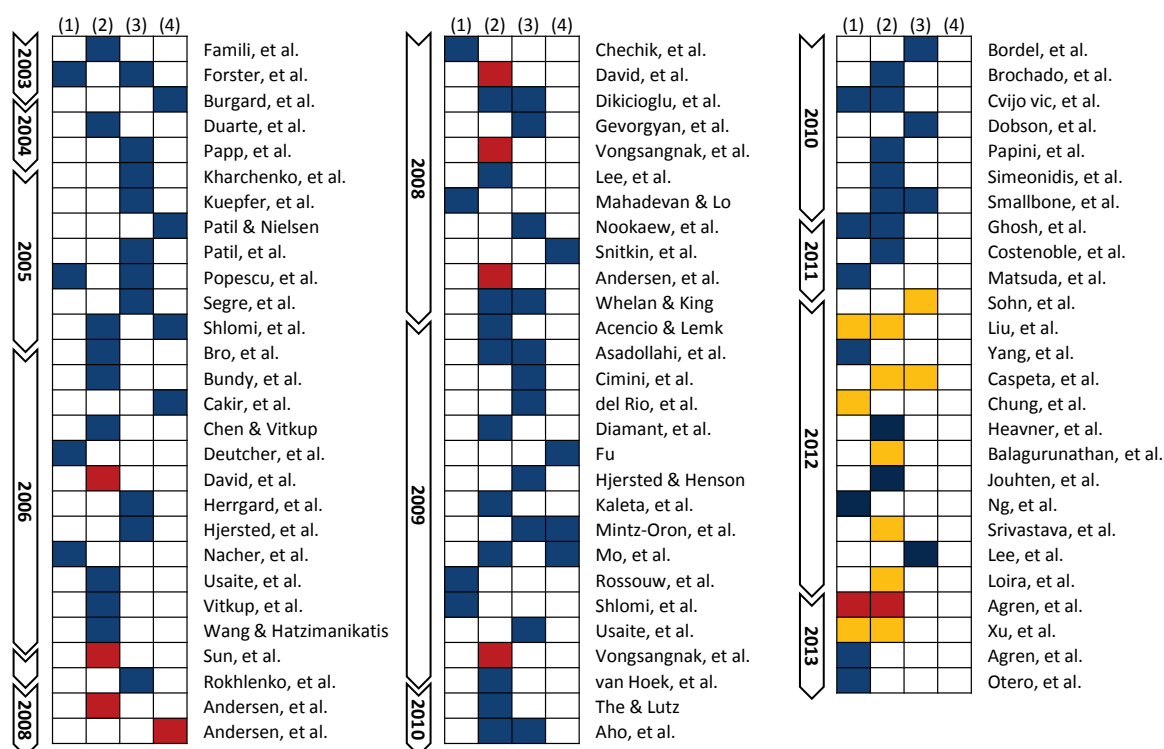 (1) (2) (3) (4)
2003
Famili, et al.
Forster, et al.
Burgard, et al.
2004
Duarte, et al.
Papp, et al.
Kharchenko, et al.
2005
Kuepfer, et al.
Patil & Nielsen
Patil, et al.
Popescu, et al.
Segre, et al.
Shlomi, et al.
2006
Bro, et al.
Bundy, et al.
Cakir, et al.
Chen & Vitkup
Deutcher, et al.
David, et al.
Herrgard, et al.
Hjersted, et al.
Nacher, et al.
Usaite, et al.
Vitkup, et al.
Wang & Hatzimanikatis
Sun, et al.
Rokhlenko, et al.
2008
Andersen, et al.
Andersen, et al.
(1) (2) (3) (4)
2008
Chechik, et al.
David, et al.
Dikicioglu, et al.
Gevorgyan, et al.
Vongsangnak, et al.
Lee, et al.
Mahadevan & Lo
Nookaew, et al.
Snitkin, et al.
Andersen, et al.
Whelan & King
2009
Acencio & Lemk
Asadollahi, et al.
Cimini, et al.
del Rio, et al.
Diamant, et al.
Fu
Hjersted & Henson
Kaleta, et al.
Mintz-Oron, et al.
Mo, et al.
Rossouw, et al.
Shlomi, et al.
Usaite, et al.
Vongsangnak, et al.
2010
van Hoek, et al.
The & Lutz
Aho, et al.
(1) (2) (3) (4)
2010
Bordel, et al.
Brochado, et al.
Cvijo vic, et al.
Dobson, et al.
Papini, et al.
Simeonidis, et al.
Smallbone, et al.
2011
Ghosh, et al.
Costenoble, et al.
Matsuda, et al.
2012
Sohn, et al.
Liu, et al.
Yang, et al.
Caspeta, et al.
Chung, et al.
Heavner, et al.
Balagurunathan, et al.
Jouhten, et al.
Ng, et al.
Srivastava, et al.
Lee, et al.
Loira, et al.
2013
Agren, et al.
Xu, et al.
Agren, et al.
Otero, et al.